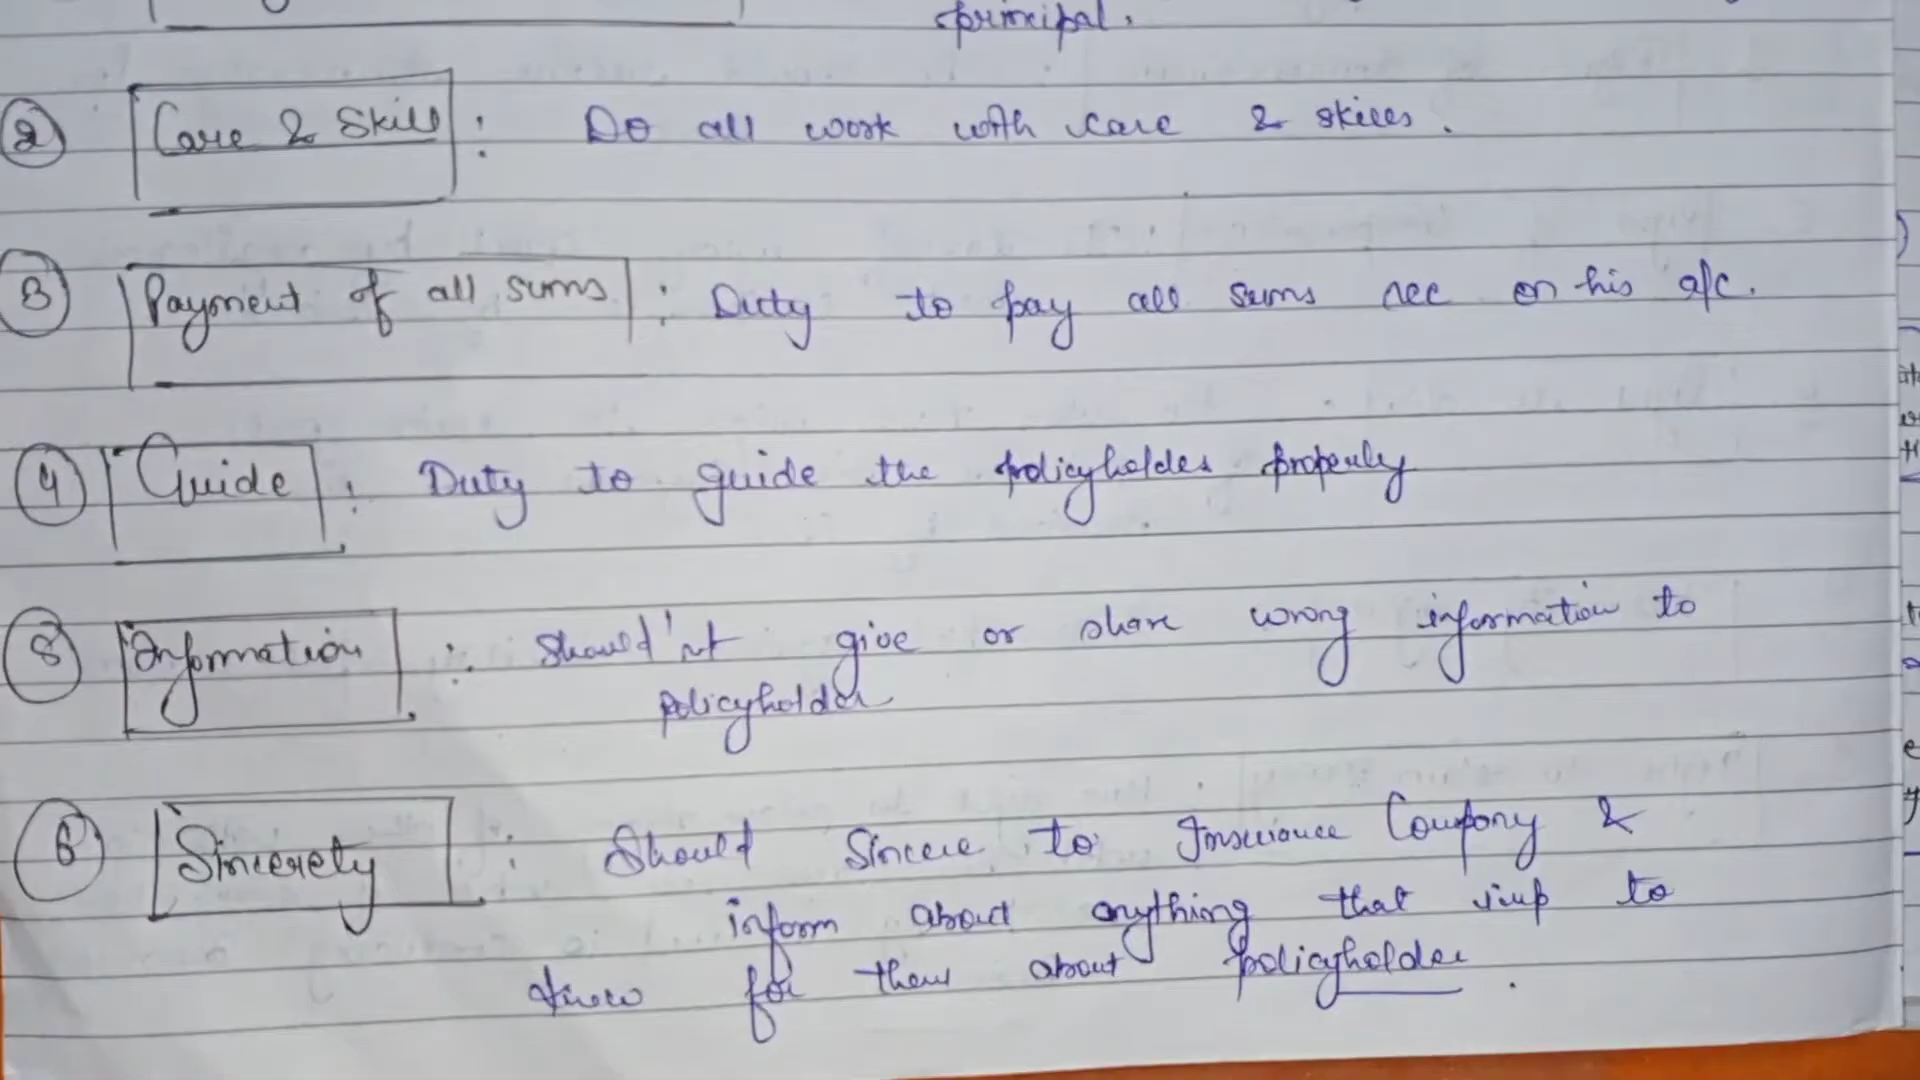 principal.
② Care & Skill : Do all work with care & skills.
③ Payment of all sums : Duty to pay all sums rec on his a/c.
④ Guide : Duty to guide the policyholder properly
⑤ Information : Should'nt give or share wrong information to
policyholder
⑥ Sincerety : Should Sincere to Insurance Company &
inform about anything that imp to
know for them about policyholder.